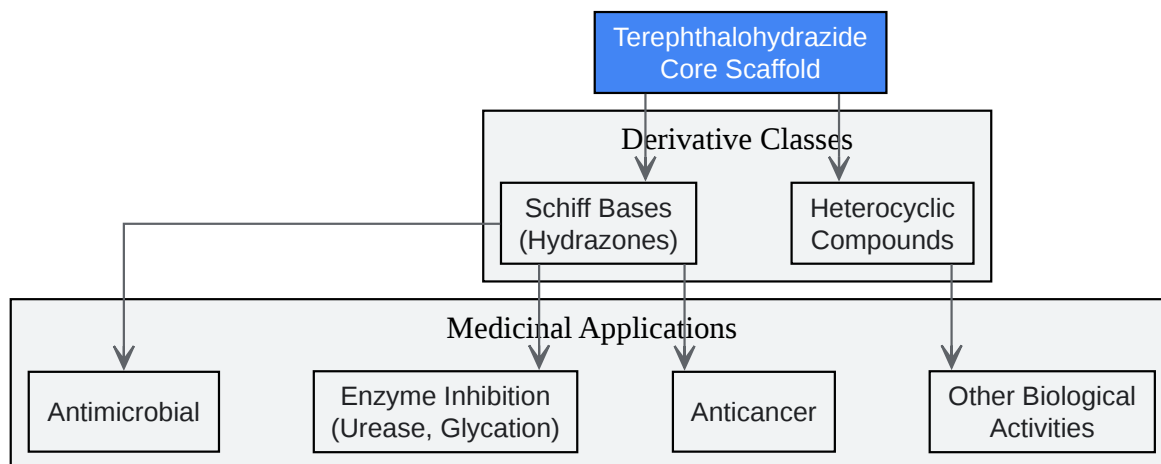 Terephthalohydrazide
Core Scaffold
Derivative Classes
Schiff Bases
(Hydrazones)
Heterocyclic
Compounds
Medicinal Applications
Antimicrobial
Enzyme Inhibition
(Urease, Glycation)
Anticancer
Other Biological
Activities